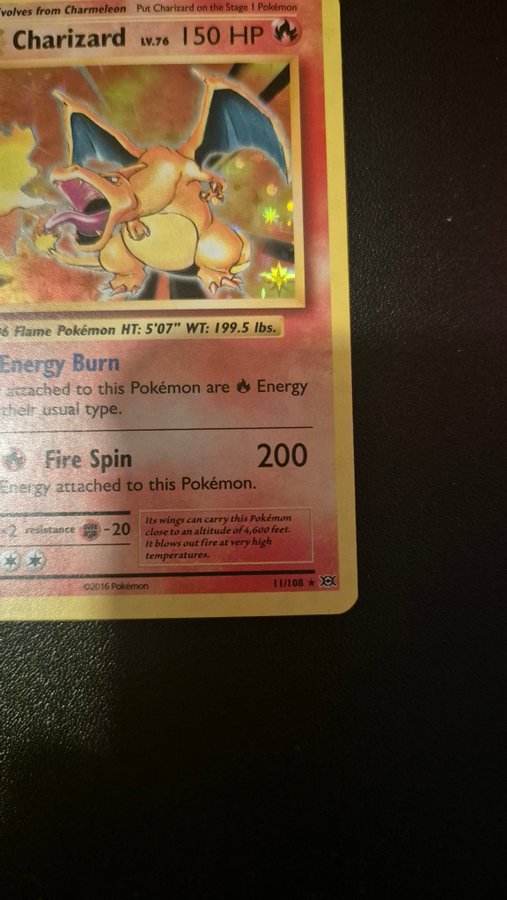 volves from Charmeleon Put Charizard on the Stage 1 Pokémon
Charizard LV.76 150 HP
6 Flame Pokémon HT: 5'07" WT: 199.5 lbs.
Energy Burn
attached to this Pokémon are Energy
their usual type.
Fire Spin 200
Energy attached to this Pokémon.
-2 resistance -20
Its wings can carry this Pokémon
close to an altitude of 4,600 feet.
It blows out fire at very high
temperatures.
©2016 Pokémon 11/108